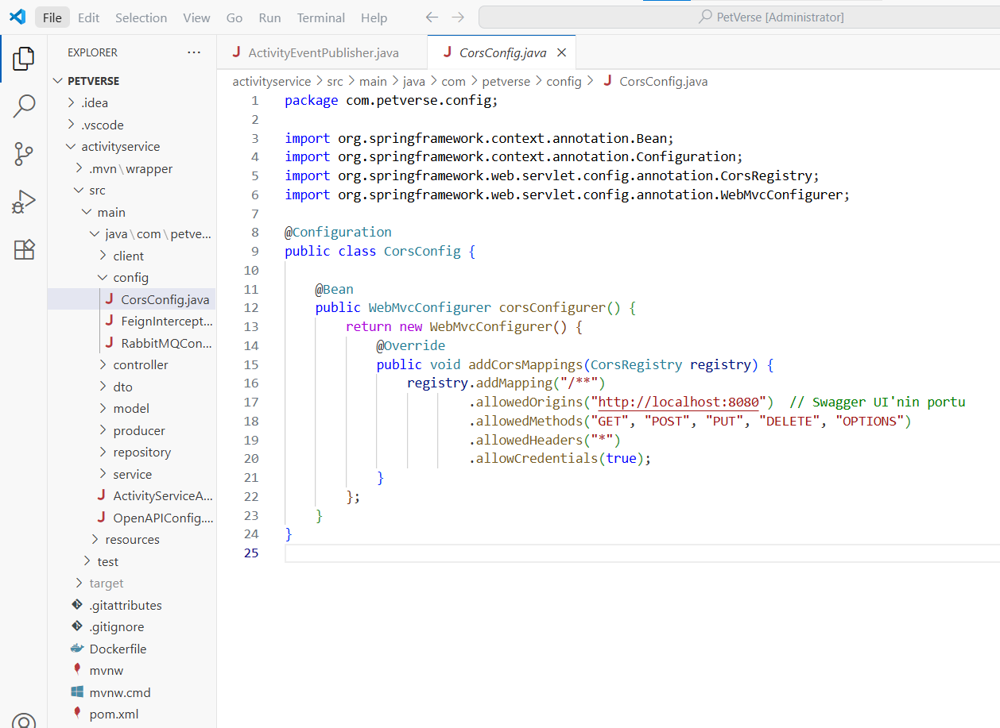 File Edit Selection View Go Run Terminal Help
PetVerse [Administrator]
EXPLORER
PETVERSE
.idea
.vscode
activityservice
.mvn\wrapper
src
main
java\com\petve...
client
config
CorsConfig.java
FeignIntercept...
RabbitMQCon...
controller
dto
model
producer
repository
service
ActivityServiceA...
OpenAPIConfig....
resources
test
target
.gitattributes
.gitignore
Dockerfile
mvnw
mvnw.cmd
pom.xml
ActivityEventPublisher.java
CorsConfig.java
activityservice > src > main > java > com > petverse > config > CorsConfig.java
1 package com.petverse.config;
2
3 import org.springframework.context.annotation.Bean;
4 import org.springframework.context.annotation.Configuration;
5 import org.springframework.web.servlet.config.annotation.CorsRegistry;
6 import org.springframework.web.servlet.config.annotation.WebMvcConfigurer;
7
8 @Configuration
9 public class CorsConfig {
10
11 @Bean
12 public WebMvcConfigurer corsConfigurer() {
13 return new WebMvcConfigurer() {
14 @Override
15 public void addCorsMappings(CorsRegistry registry) {
16 registry.addMapping("/**")
17 .allowedOrigins("http://localhost:8080") // Swagger UI'nin portu
18 .allowedMethods("GET", "POST", "PUT", "DELETE", "OPTIONS")
19 .allowedHeaders("*")
20 .allowCredentials(true);
21 }
22 };
23 }
24 }
25